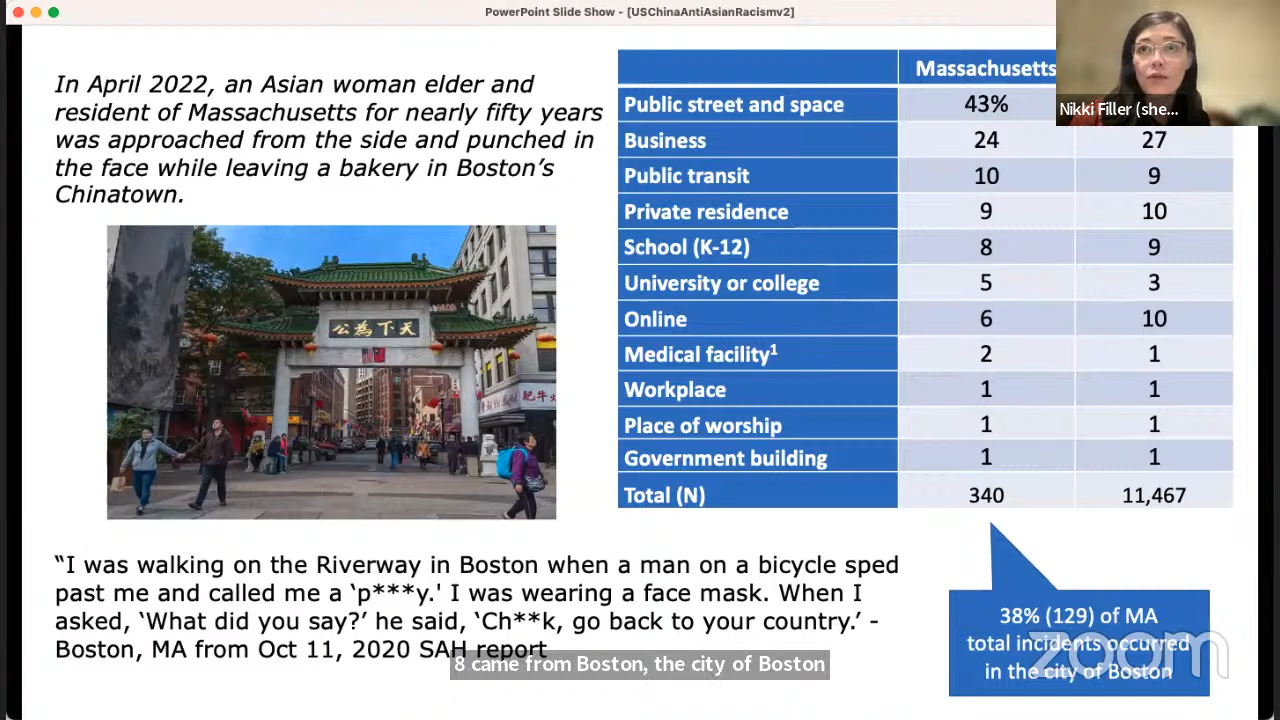 PowerPoint Slide Show - [USChinaAntiAsianRacismv2]
Nikki Filler (she...
In April 2022, an Asian woman elder and
resident of Massachusetts for nearly fifty years
was approached from the side and punched in
the face while leaving a bakery in Boston's
Chinatown.
公為下天
肥牛火
Massachusetts
Public street and space 43%
Business 24 27
Public transit 10 9
Private residence 9 10
School (K-12) 8 9
University or college 5 3
Online 6 10
Medical facility1 2 1
Workplace 1 1
Place of worship 1 1
Government building 1 1
Total (N) 340 11,467
"I was walking on the Riverway in Boston when a man on a bicycle sped
past me and called me a 'p***y.' I was wearing a face mask. When I
asked, 'What did you say?' he said, 'Ch**k, go back to your country.' -
Boston, MA from Oct 11, 2020 SAH report
38% (129) of MA
total incidents occurred
in the city of Boston
zoom
8 came from Boston, the city of Boston